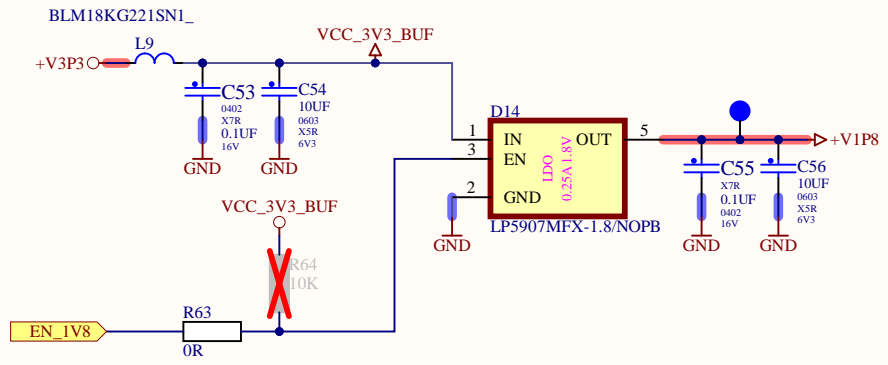 BLM18KG221SN1_
L9
+V3P3
VCC_3V3_BUF
C53
0402
X7R
0.1UF
16V
GND
C54
10UF
0603
X5R
6V3
GND
D14
1 IN
3 EN
2 GND
OUT 5
LDO
0.25A 1.8V
LP5907MFX-1.8/NOPB
GND
+V1P8
C55
X7R
0.1UF
0402
16V
GND
C56
10UF
0603
X5R
6V3
GND
VCC_3V3_BUF
R64
10K
EN_1V8
R63
0R